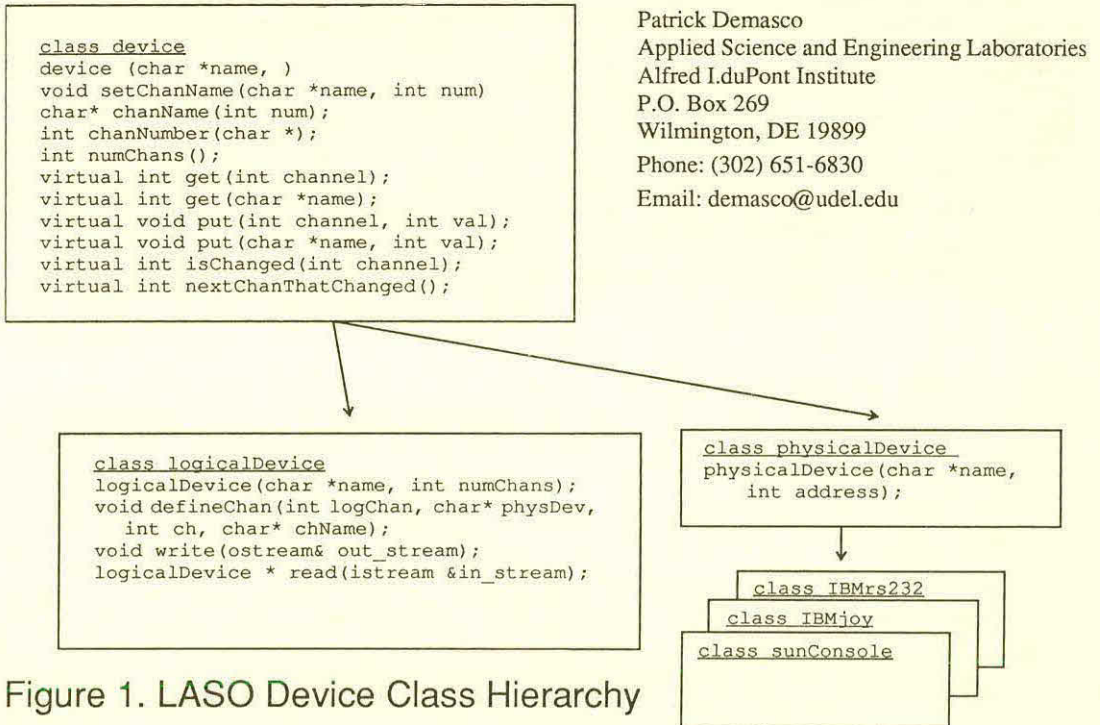 class device
device (char *name, )
void setChanName(char *name, int num)
char* chanName(int num);
int chanNumber(char *);
int numChans();
virtual int get(int channel);
virtual int get(char *name);
virtual void put(int channel, int val);
virtual void put(char *name, int val);
virtual int isChanged(int channel);
virtual int nextChanThatChanged();
Patrick Demasco
Applied Science and Engineering Laboratories
Alfred I.duPont Institute
P.O. Box 269
Wilmington, DE 19899
Phone: (302) 651-6830
Email: demasco@udel.edu
class logicalDevice
logicalDevice(char *name, int numChans);
void defineChan(int logChan, char* physDev,
int ch, char* chName);
void write(ostream& out_stream);
logicalDevice * read(istream &in_stream);
class physicalDevice
physicalDevice(char *name,
int address);
class IBMrs232
class IBMjoy
class sunConsole
Figure 1. LASO Device Class Hierarchy